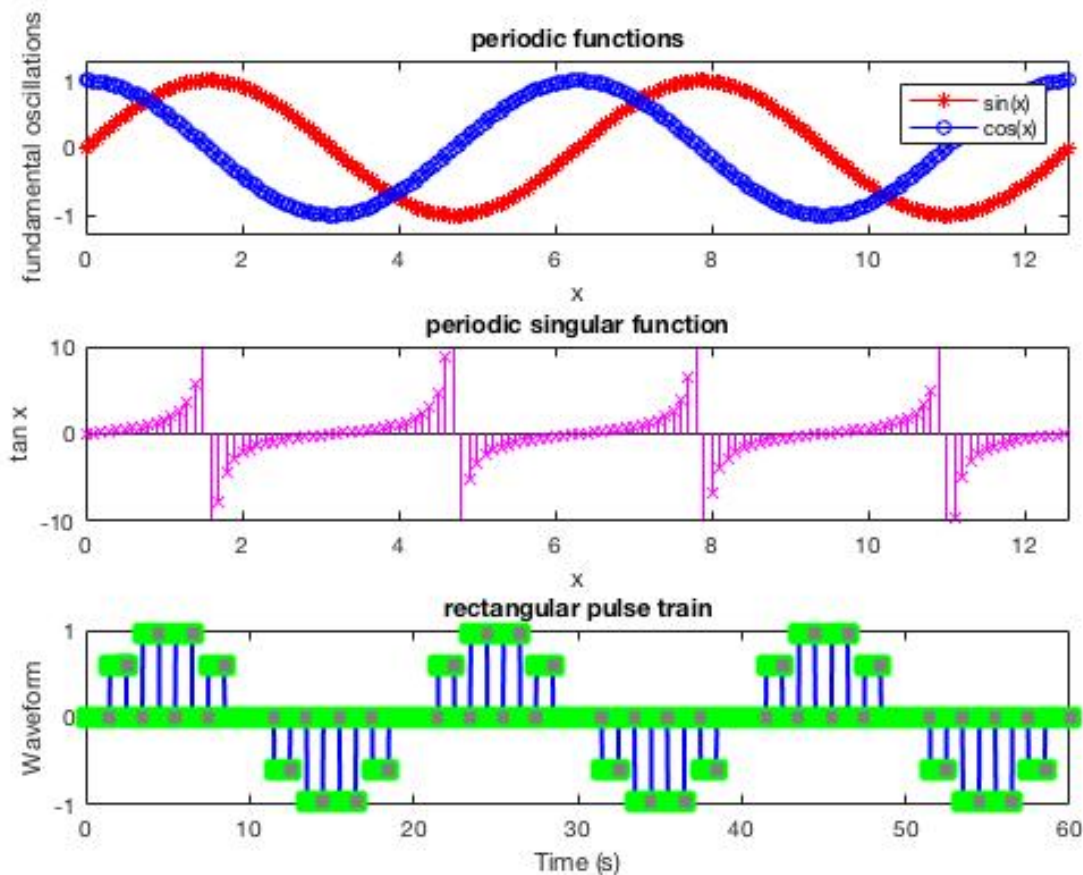 periodic functions
fundamental oscillations
1
0
-1
sin(x)
cos(x)
0 2 4 6 8 10 12
x
periodic singular function
tan x
10
0
-10
0 2 4 6 8 10 12
x
rectangular pulse train
Waveform
1
0
-1
0 10 20 30 40 50 60
Time (s)